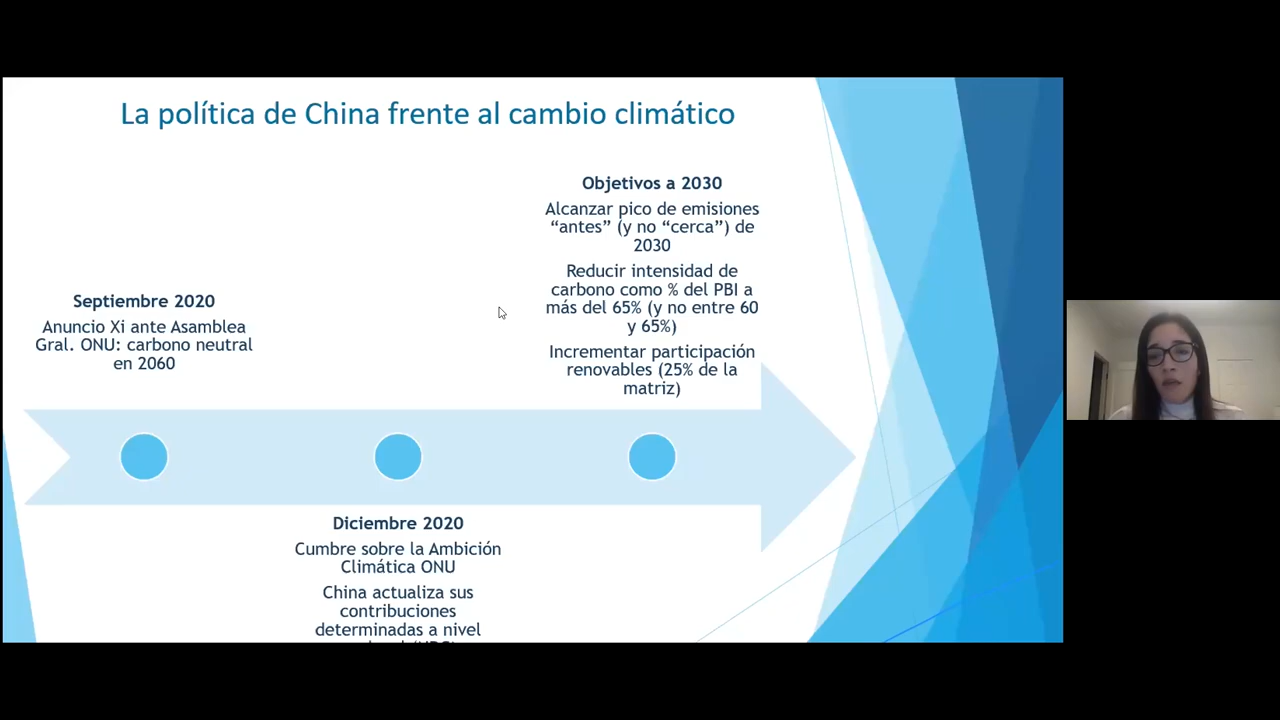 La política de China frente al cambio climático
Septiembre 2020
Anuncio Xi ante Asamblea
Gral. ONU: carbono neutral
en 2060
Diciembre 2020
Cumbre sobre la Ambición
Climática ONU
China actualiza sus
contribuciones
determinadas a nivel
Objetivos a 2030
Alcanzar pico de emisiones
“antes” (y no “cerca”) de
2030
Reducir intensidad de
carbono como % del PBI a
más del 65% (y no entre 60
y 65%)
Incrementar participación
renovables (25% de la
matriz)